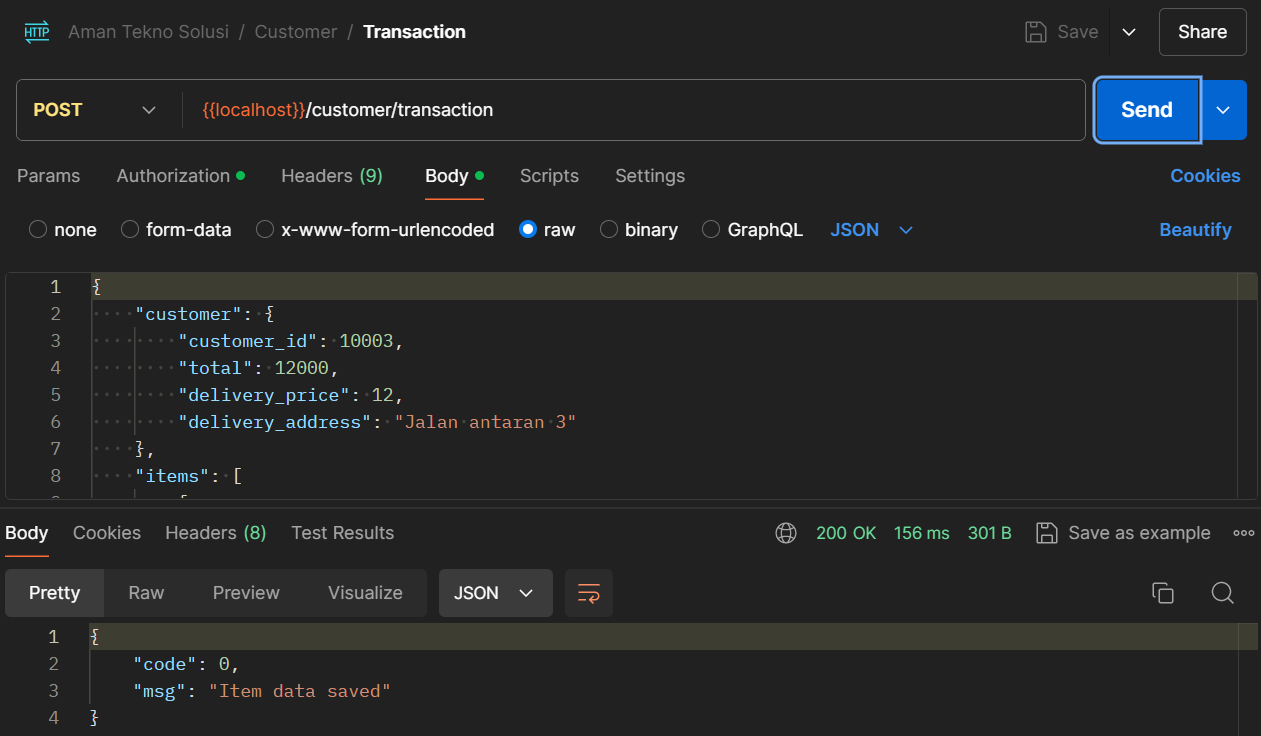 HTTP Aman Tekno Solusi / Customer / Transaction Save Share
POST {{localhost}}/customer/transaction Send
Params Authorization Headers (9) Body Scripts Settings Cookies
none form-data x-www-form-urlencoded raw binary GraphQL JSON Beautify
1 {
2 "customer": {
3 "customer_id": 10003,
4 "total": 12000,
5 "delivery_price": 12,
6 "delivery_address": "Jalan antaran 3"
7 },
8 "items": [
Body Cookies Headers (8) Test Results 200 OK 156 ms 301 B Save as example
Pretty Raw Preview Visualize JSON
1 {
2 "code": 0,
3 "msg": "Item data saved"
4 }